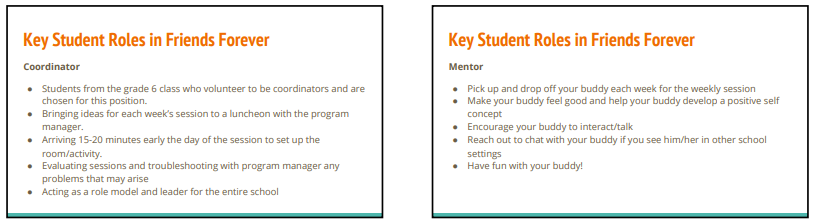 Key Student Roles in Friends Forever
Coordinator
● Students from the grade 6 class who volunteer to be coordinators and are
chosen for this position.
● Bringing ideas for each week's session to a luncheon with the program
manager.
● Arriving 15-20 minutes early the day of the session to set up the
room/activity.
● Evaluating sessions and troubleshooting with program manager any
problems that may arise
● Acting as a role model and leader for the entire school
Key Student Roles in Friends Forever
Mentor
● Pick up and drop off your buddy each week for the weekly session
● Make your buddy feel good and help your buddy develop a positive self
concept
● Encourage your buddy to interact/talk
● Reach out to chat with your buddy if you see him/her in other school
settings
● Have fun with your buddy!